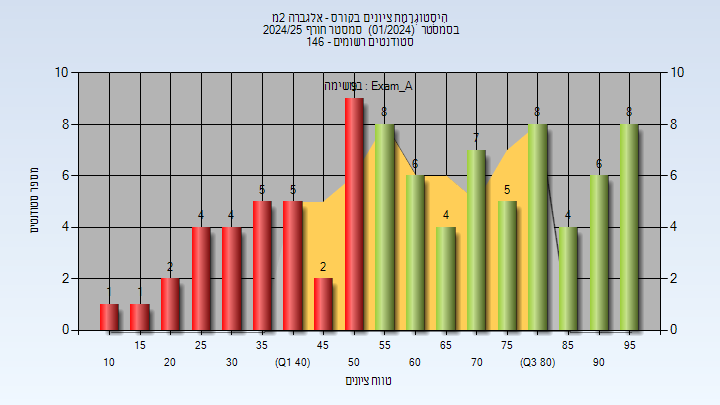 היסטוגרמת ציונים בקורס - אלגברה 2מ
בסמסטר (01/2024) סמסטר חורף 2024/25
סטודנטים רשומים - 146
במשימה : Exam_A
10 10
8 8
6 6
4 4
2 2
0 0
מספר סטודנטים
1 1 2 4 4 5 5 2 9 8 6 4 7 5 8 4 6 8
15 25 35 45 55 65 75 85 95
10 20 30 (Q1 40) 50 60 70 (Q3 80) 90
טווח ציונים